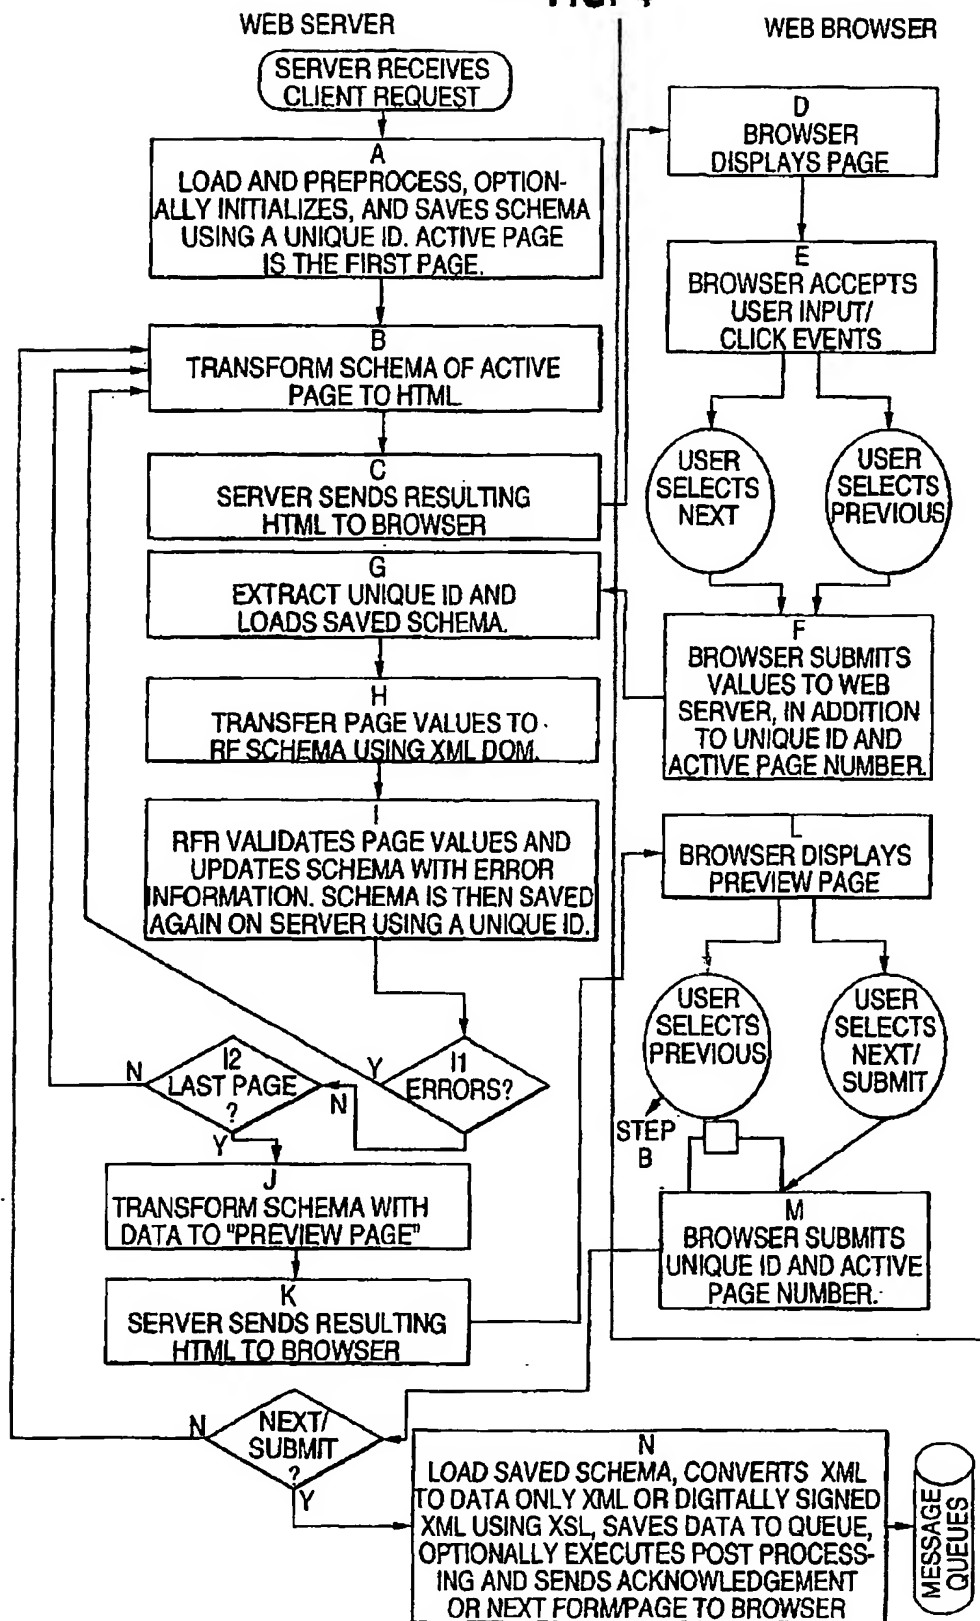 WEB SERVER
WEB BROWSER
SERVER RECEIVES
CLIENT REQUEST
A
LOAD AND PREPROCESS, OPTION-
ALLY INITIALIZES, AND SAVES SCHEMA
USING A UNIQUE ID. ACTIVE PAGE
IS THE FIRST PAGE.
B
TRANSFORM SCHEMA OF ACTIVE
PAGE TO HTML
C
SERVER SENDS RESULTING
HTML TO BROWSER
D
BROWSER
DISPLAYS PAGE
E
BROWSER ACCEPTS
USER INPUT/
CLICK EVENTS
USER
SELECTS
NEXT
USER
SELECTS
PREVIOUS
F
BROWSER SUBMITS
VALUES TO WEB
SERVER, IN ADDITION
TO UNIQUE ID AND
ACTIVE PAGE NUMBER.
G
EXTRACT UNIQUE ID AND
LOADS SAVED SCHEMA.
H
TRANSFER PAGE VALUES TO
RF SCHEMA USING XML DOM.
I
RFR VALIDATES PAGE VALUES AND
UPDATES SCHEMA WITH ERROR
INFORMATION. SCHEMA IS THEN SAVED
AGAIN ON SERVER USING A UNIQUE ID.
I1
ERRORS?
Y
N
I2
LAST PAGE
?
N
Y
J
TRANSFORM SCHEMA WITH
DATA TO "PREVIEW PAGE"
K
SERVER SENDS RESULTING
HTML TO BROWSER
L
BROWSER DISPLAYS
PREVIEW PAGE
USER
SELECTS
PREVIOUS
USER
SELECTS
NEXT/
SUBMIT
STEP
B
M
BROWSER SUBMITS
UNIQUE ID AND ACTIVE
PAGE NUMBER.
NEXT/
SUBMIT
?
N
Y
N
LOAD SAVED SCHEMA, CONVERTS XML
TO DATA ONLY XML OR DIGITALLY SIGNED
XML USING XSL, SAVES DATA TO QUEUE,
OPTIONALLY EXECUTES POST PROCESS-
ING AND SENDS ACKNOWLEDGEMENT
OR NEXT FORM/PAGE TO BROWSER
MESSAGE
QUEUES